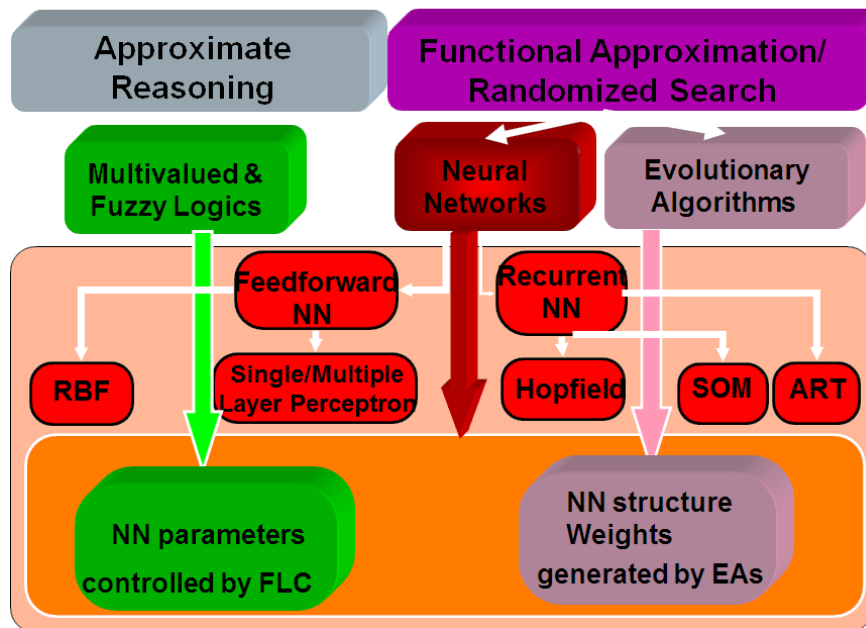 Approximate
Reasoning
Functional Approximation/
Randomized Search
Multivalued &
Fuzzy Logics
Neural
Networks
Evolutionary
Algorithms
Feedforward
NN
Recurrent
NN
RBF
Single/Multiple
Layer Perceptron
Hopfield
SOM
ART
NN parameters
controlled by FLC
NN structure
Weights
generated by EAs